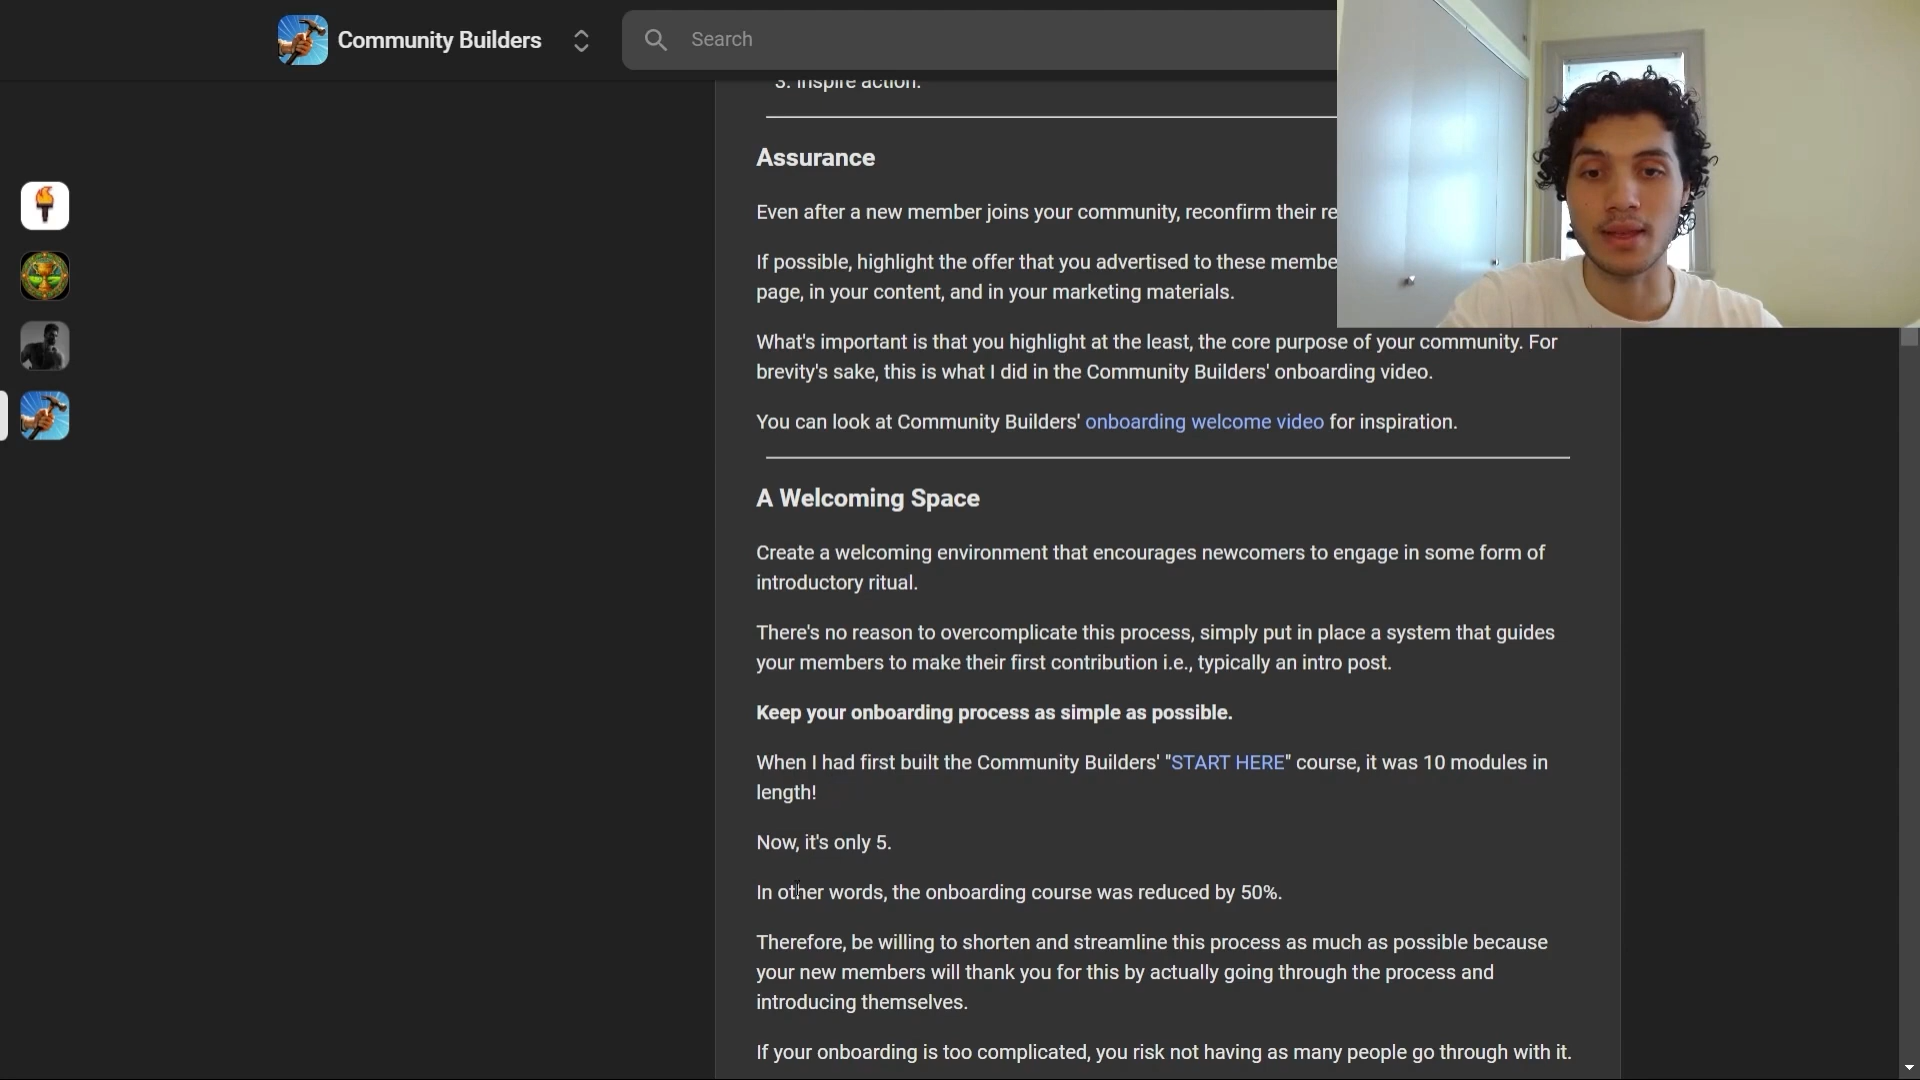 Community Builders
Search
3. Inspire action.
Assurance
Even after a new member joins your community, reconfirm their
If possible, highlight the offer that you advertised to these
page, in your content, and in your marketing materials.
What's important is that you highlight at the least, the core purpose of your community. For
brevity's sake, this is what I did in the Community Builders' onboarding video.
You can look at Community Builders' onboarding welcome video for inspiration.
A Welcoming Space
Create a welcoming environment that encourages newcomers to engage in some form of
introductory ritual.
There's no reason to overcomplicate this process, simply put in place a system that guides
your members to make their first contribution i.e., typically an intro post.
Keep your onboarding process as simple as possible.
When I had first built the Community Builders' "START HERE" course, it was 10 modules in
length!
Now, it's only 5.
In other words, the onboarding course was reduced by 50%.
Therefore, be willing to shorten and streamline this process as much as possible because
your new members will thank you for this by actually going through the process and
introducing themselves.
If your onboarding is too complicated, you risk not having as many people go through with it.